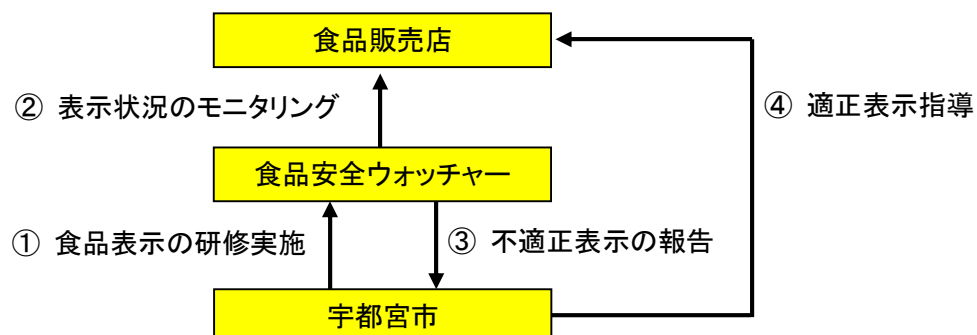 食品販売店
② 表示状況のモニタリング
④ 適正表示指導
食品安全ウォッチャー
① 食品表示の研修実施
③ 不適正表示の報告
宇都宮市